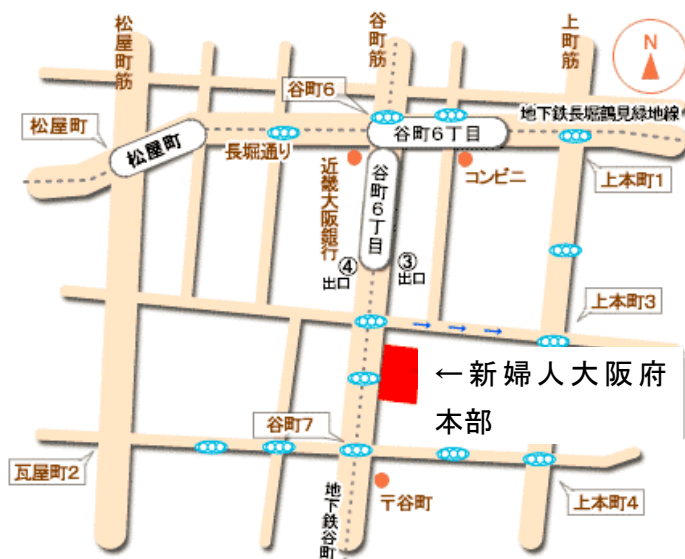 松屋町筋
谷町筋
上町筋
N
谷町6
松屋町
松屋町
長堀通り
谷町6丁目
地下鉄長堀鶴見緑地線
谷町6丁目
近畿大阪銀行
コンビニ
上本町1
④
出口
③
出口
上本町3
→ → →
←新婦人大阪府
本部
谷町7
瓦屋町2
〒谷町
上本町4
地下鉄谷町